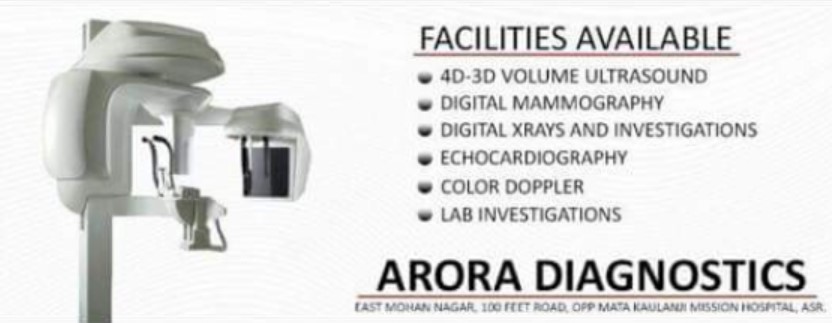 FACILITIES AVAILABLE
4D-3D VOLUME ULTRASOUND
DIGITAL MAMMOGRAPHY
DIGITAL XRAYS AND INVESTIGATIONS
ECHOCARDIOGRAPHY
COLOR DOPPLER
LAB INVESTIGATIONS
ARORA DIAGNOSTICS
EAST MOHAN NAGAR, 100 FEET ROAD, OPP MATA KAULANJI MISSION HOSPITAL, ASR.